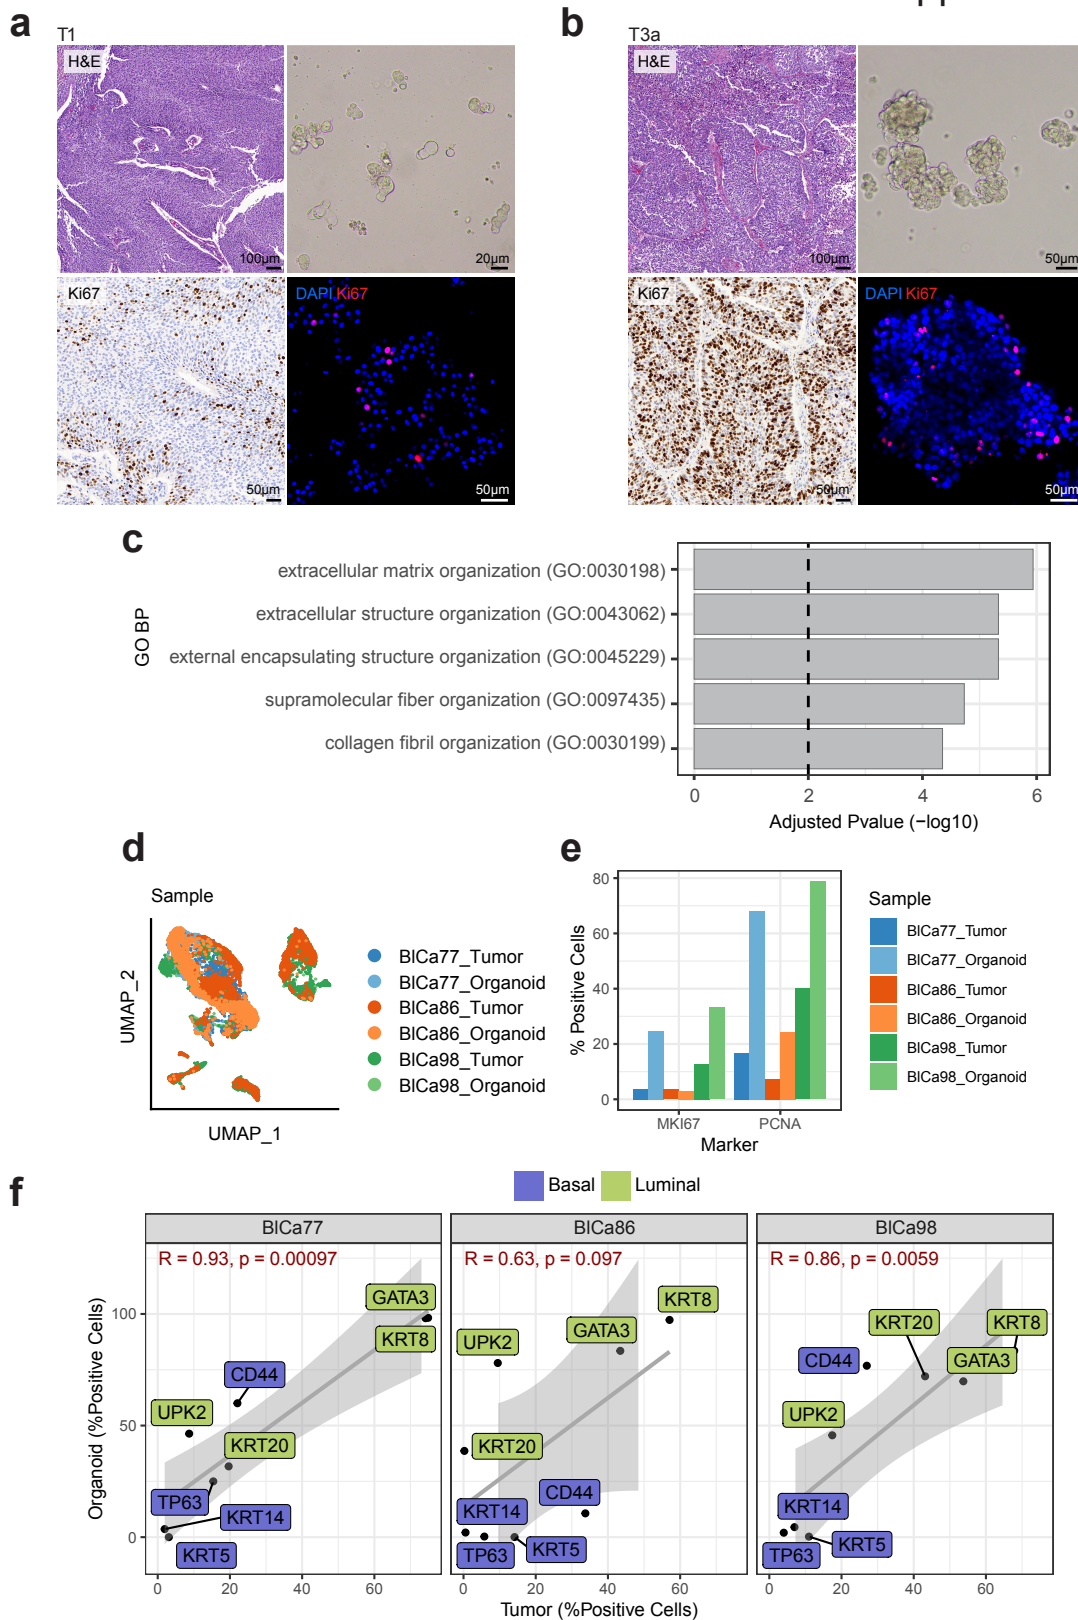 a
T1
H&E
100μm
20μm
Ki67
50μm
DAPI Ki67
50μm
b
T3a
H&E
100μm
50μm
Ki67
50μm
DAPI Ki67
50μm
c
GO BP
extracellular matrix organization (GO:0030198)
extracellular structure organization (GO:0043062)
external encapsulating structure organization (GO:0045229)
supramolecular fiber organization (GO:0097435)
collagen fibril organization (GO:0030199)
0 2 4 6
Adjusted Pvalue (−log10)
d
Sample
UMAP_2
UMAP_1
BlCa77_Tumor
BlCa77_Organoid
BlCa86_Tumor
BlCa86_Organoid
BlCa98_Tumor
BlCa98_Organoid
e
% Positive Cells
80
60
40
20
0
MKI67 PCNA
Marker
Sample
BlCa77_Tumor
BlCa77_Organoid
BlCa86_Tumor
BlCa86_Organoid
BlCa98_Tumor
BlCa98_Organoid
f
Basal Luminal
Organoid (%Positive Cells)
100
50
0
BlCa77
R = 0.93, p = 0.00097
GATA3
KRT8
CD44
UPK2
KRT20
TP63
KRT14
KRT5
0 20 40 60
BlCa86
R = 0.63, p = 0.097
KRT8
GATA3
UPK2
KRT20
CD44
KRT14
TP63
KRT5
0 20 40 60
BlCa98
R = 0.86, p = 0.0059
KRT20
KRT8
CD44
GATA3
UPK2
KRT14
TP63
KRT5
0 20 40 60
Tumor (%Positive Cells)